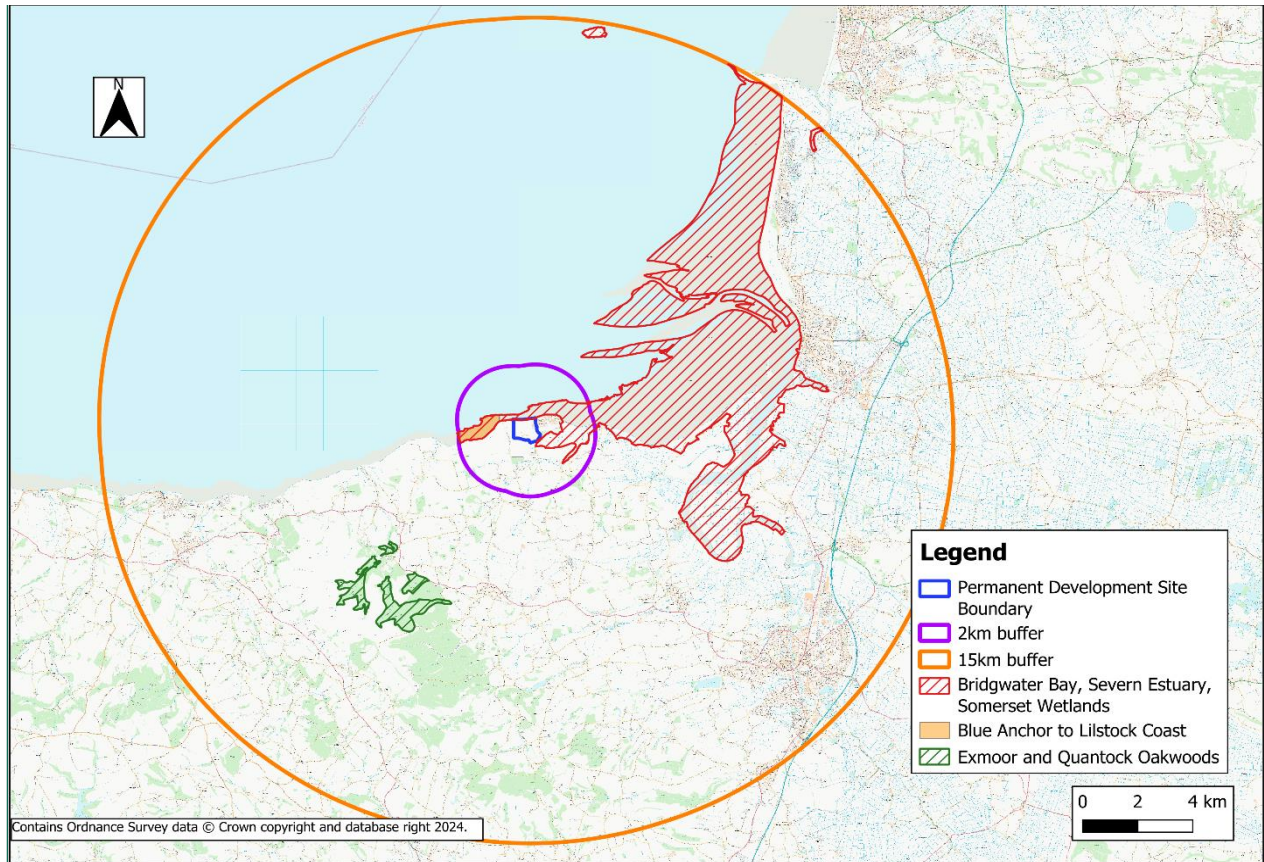 N
Legend
Permanent Development Site
Boundary
2km buffer
15km buffer
Bridgwater Bay, Severn Estuary,
Somerset Wetlands
Blue Anchor to Lilstock Coast
Exmoor and Quantock Oakwoods
0 2 4 km
Contains Ordnance Survey data © Crown copyright and database right 2024.